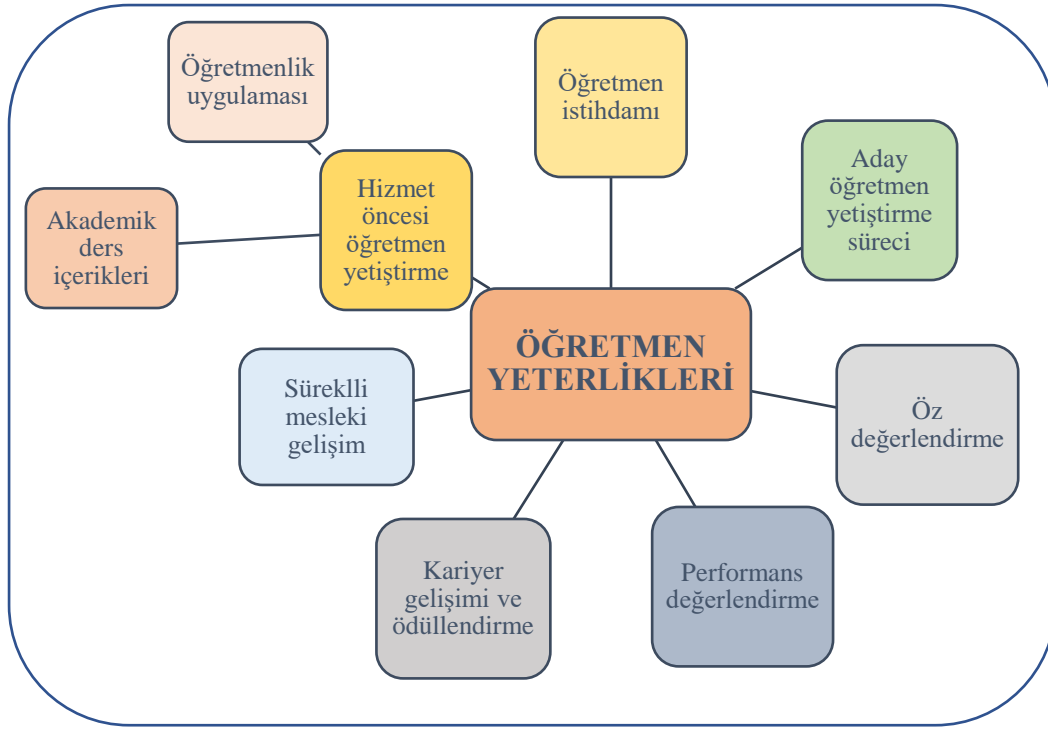 Öğretmenlik
uygulaması
Öğretmen
istihdamı
Aday
öğretmen
yetiştirme
süreci
Hizmet
öncesi
öğretmen
yetiştirme
Akademik
ders
içerikleri
ÖĞRETMEN
YETERLİKLERİ
Süreklli
mesleki
gelişim
Öz
değerlendirme
Kariyer
gelişimi ve
ödüllendirme
Performans
değerlendirme